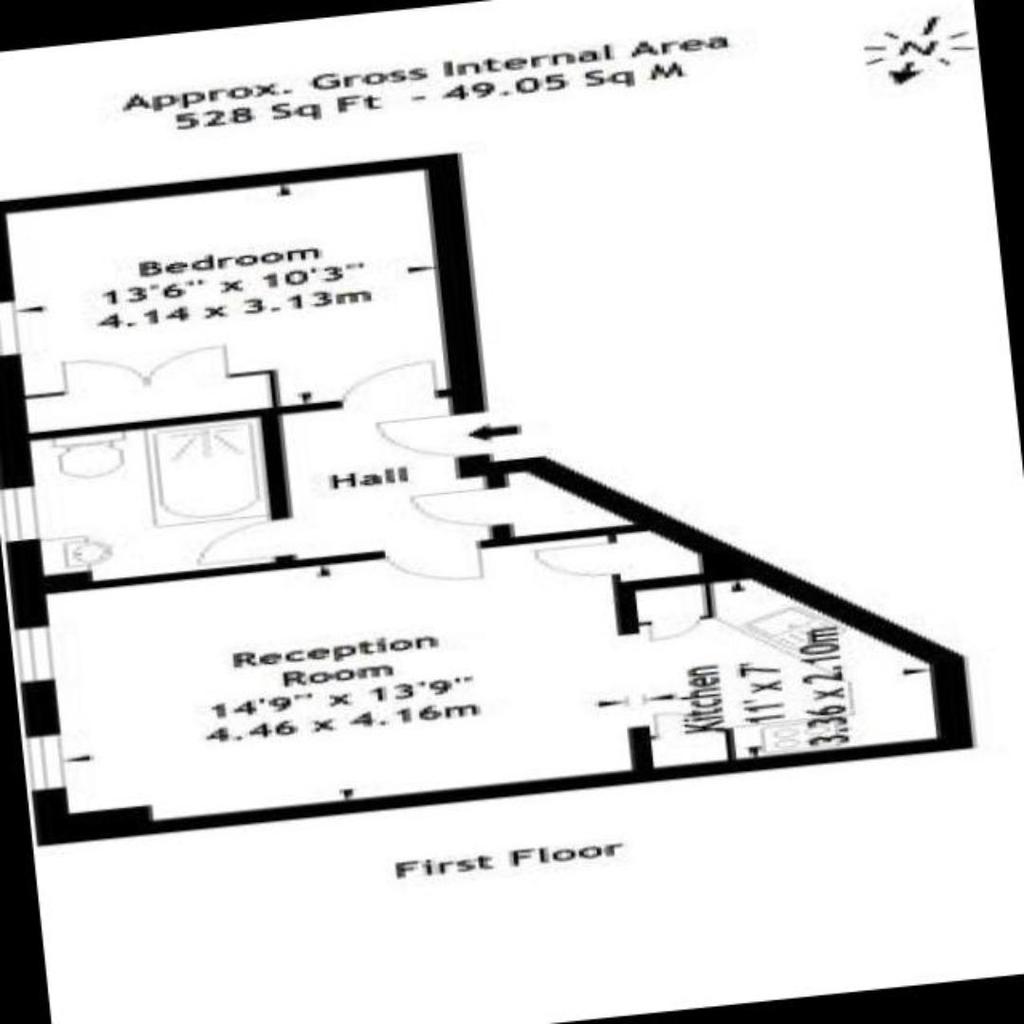 Approx. Gross Internal Area
528 Sq Ft - 49.05 Sq M
N
Bedroom
13'6" x 10'3"
4.14 x 3.13m
Hall
Reception
Room
14'9" x 13'9"
4.46 x 4.16m
Kitchen
11' x 7'
3.36 x 2.10m
First Floor